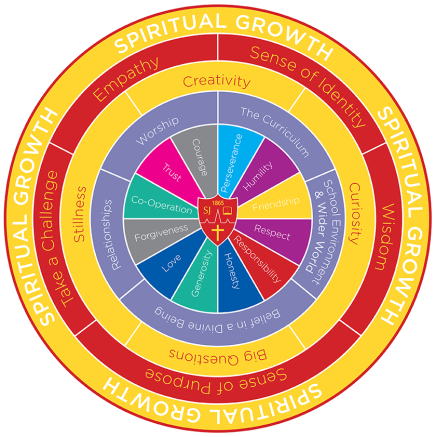 SPIRITUAL GROWTH
SPIRITUAL GROWTH
SPIRITUAL GROWTH
SPIRITUAL GROWTH
SPIRITUAL GROWTH
Empathy
Sense of Identity
Wisdom
Sense of Purpose
Take a Challenge
Creativity
Curiosity
Big Questions
Stillness
Worship
The Curriculum
School Environment
& Wider World
Belief in a Divine Being
Relationships
Courage
Perseverance
Humility
Friendship
Respect
Responsibility
Honesty
Generosity
Love
Forgiveness
Co-Operation
Trust
1865
SJ